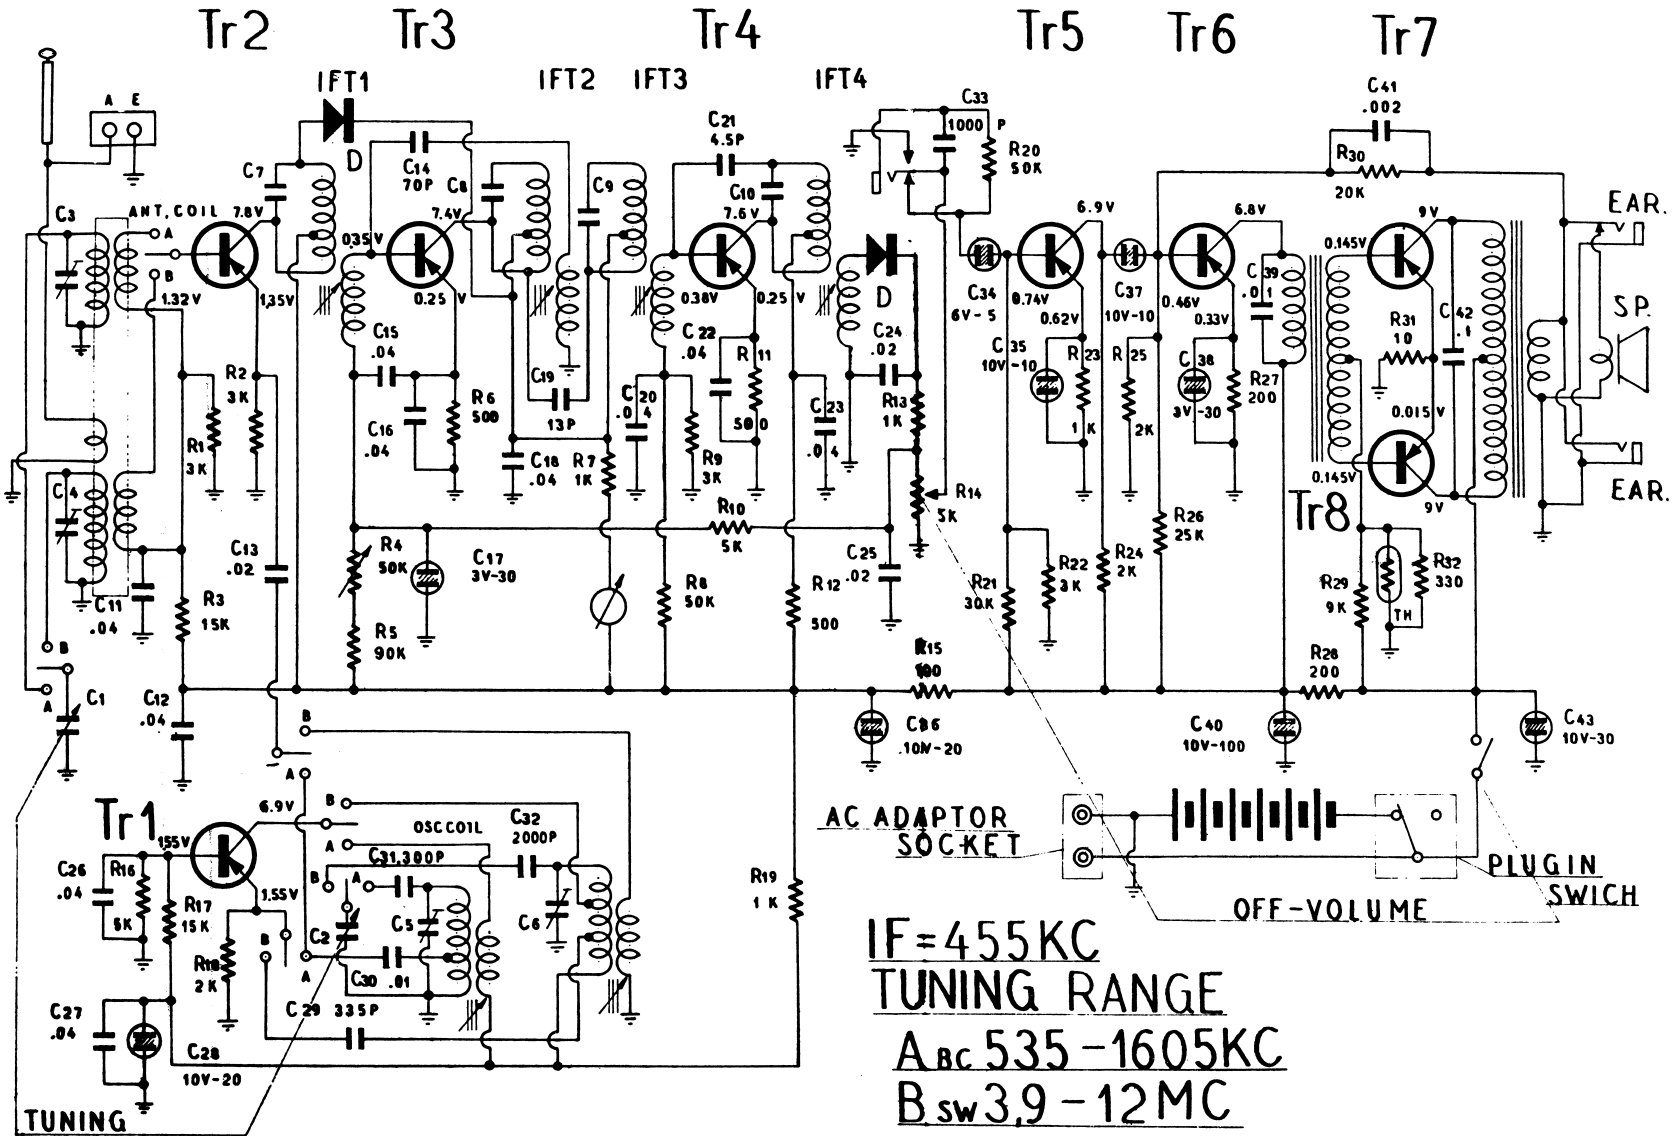 Tr2
Tr3
Tr4
Tr5
Tr6
Tr7
IFT1
IFT2
IFT3
IFT4
A E
ANT, COIL
C3
C7
7.8V
D
C14
70P
C8
7.4V
C9
C21
4.5P
C10
7.6V
C33
1000 P
R20
50K
6.9V
6.8V
C41
.002
R30
20K
9V
EAR.
A
B
1.32V
1.35V
0.35V
0.25 V
0.38V
0.25 V
D
C34
6V-5
0.74V
0.62V
C37
10V-10
0.46V
0.33V
C39
.01
0.145V
R31
10
C42
.1
SP.
C15
.04
C22
.04
R11
500
C24
.02
C35
10V-10
R23
1K
R25
2K
C38
3V-30
R27
200
0.015 V
R2
3K
R1
3K
C16
.04
R6
500
C19
13P
C18
.04
R7
1K
C20
.04
R9
3K
C23
.04
R13
1K
R14
5K
0.145V
9V
EAR.
C4
C13
.02
R4
50K
C17
3V-30
R10
5K
C25
.02
Tr8
R26
25K
C11
.04
R3
15K
R5
90K
R8
50K
R12
500
R21
30K
R22
3K
R24
2K
R29
9K
TH
R32
330
B
A
C1
C12
.04
R15
100
R28
200
C36
10V-20
C40
10V-100
C43
10V-30
B
A
Tr1
1.55V
6.9V
B
A
OSC COIL
C32
2000P
AC ADAPTOR
SOCKET
PLUGIN
SWICH
OFF-VOLUME
C26
.04
R16
5K
R17
15K
1.55V
C31,300P
B A
C2
C5
C6
R19
1K
R18
2K
B
A
C30 .01
C29 335P
C27
.04
C28
10V-20
TUNING
IF=455KC
TUNING RANGE
A BC 535-1605KC
B SW 3,9-12MC